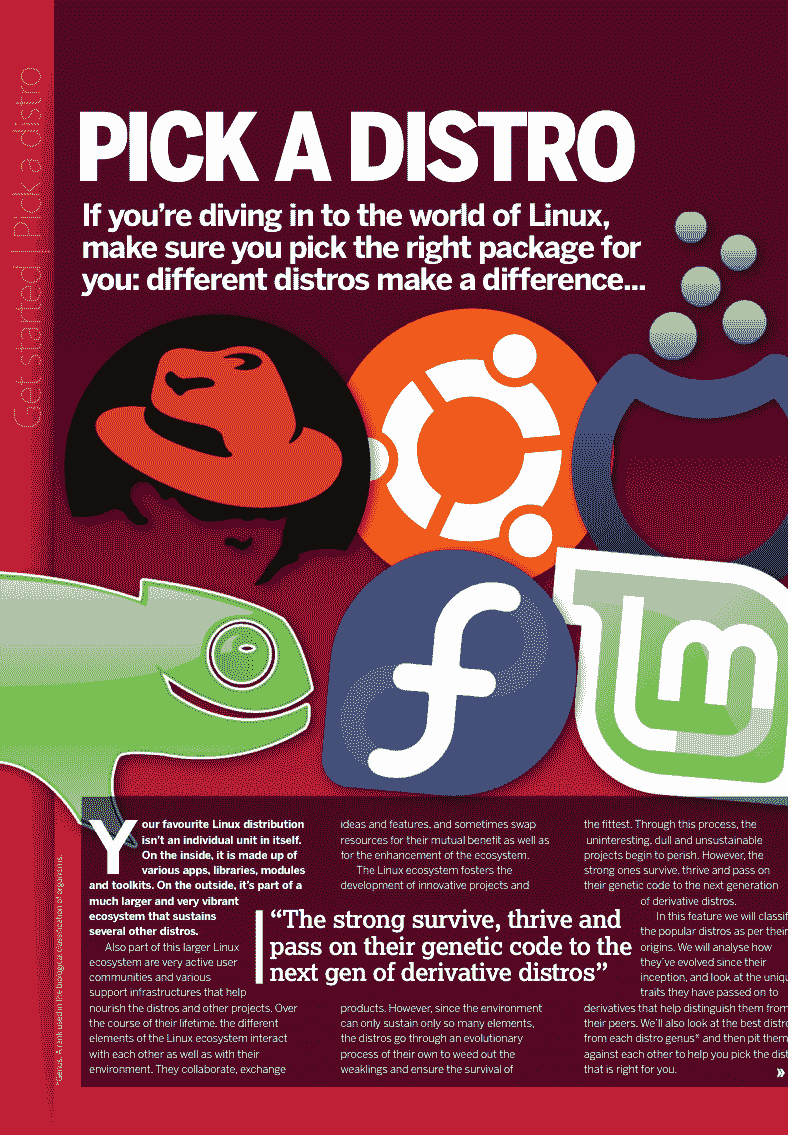 Get started | Pick a distro
PICK A DISTRO
If you're diving in to the world of Linux,
make sure you pick the right package for
you: different distros make a difference...
Your favourite Linux distribution
isn't an individual unit in itself.
On the inside, it is made up of
various apps, libraries, modules
and toolkits. On the outside, it's part of a
much larger and very vibrant
ecosystem that sustains
several other distros.
Also part of this larger Linux
ecosystem are very active user
communities and various
support infrastructures that help
nourish the distros and other projects. Over
the course of their lifetime, the different
elements of the Linux ecosystem interact
with each other as well as with their
environment. They collaborate, exchange
ideas and features, and sometimes swap
resources for their mutual benefit as well as
for the enhancement of the ecosystem.
The Linux ecosystem fosters the
development of innovative projects and
"The strong survive, thrive and
pass on their genetic code to the
next gen of derivative distros"
products. However, since the environment
can only sustain only so many elements,
the distros go through an evolutionary
process of their own to weed out the
weaklings and ensure the survival of
the fittest. Through this process, the
uninteresting, dull and unsustainable
projects begin to perish. However, the
strong ones survive, thrive and pass on
their genetic code to the next generation
of derivative distros.
In this feature we will classif
the popular distros as per their
origins. We will analyse how
they've evolved since their
inception, and look at the uniqu
traits they have passed on to
derivatives that help distinguish them from
their peers. We'll also look at the best distro
from each distro genus* and then pit them
against each other to help you pick the dist
that is right for you.
*Genus. A rank used in the biological classification of organisms.